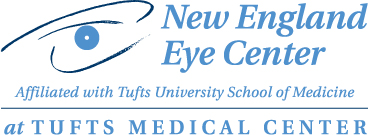 New England
Eye Center
Affiliated with Tufts University School of Medicine
at TUFTS MEDICAL CENTER